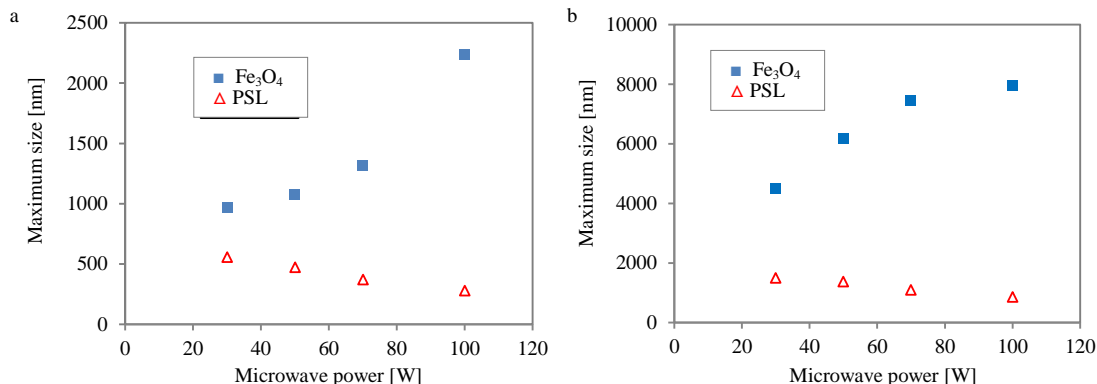 a
2500
2000
1500
1000
500
0
0 20 40 60 80 100 120
Maximum size [nm]
Microwave power [W]
Fe₃O₄
PSL
b
10000
8000
6000
4000
2000
0
0 20 40 60 80 100 120
Maximum size [nm]
Microwave power [W]
Fe₃O₄
PSL